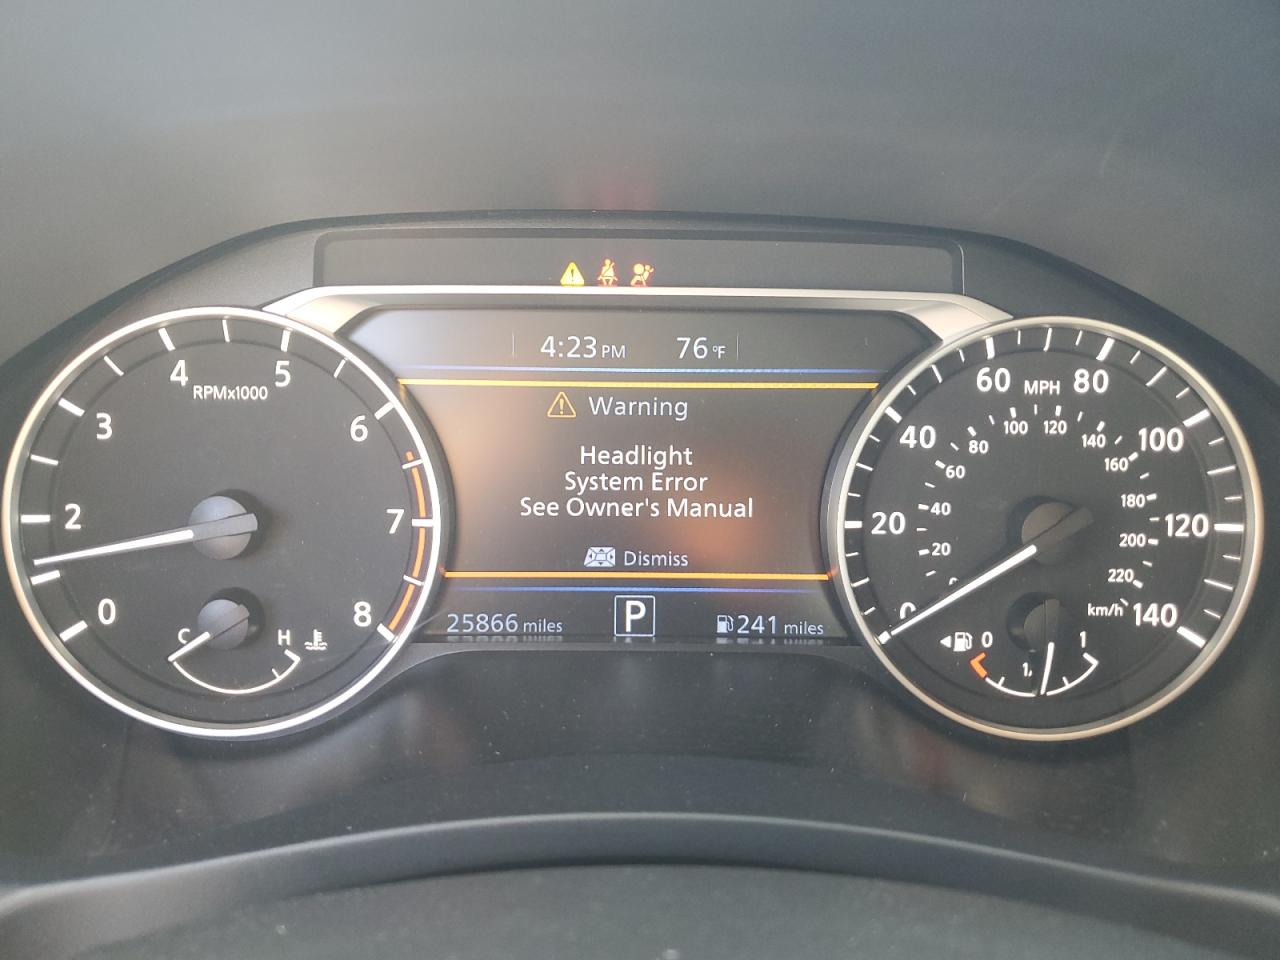 4:23 PM 76 °F
Warning
Headlight
System Error
See Owner's Manual
Dismiss
25866 miles P 241 miles
0 2 3 4 5 6 7 8
RPMx1000
C H
0 20 40 60 80 100 120 140
MPH
20 40 60 80 100 120 140 160 180 200 220
km/h
0 1